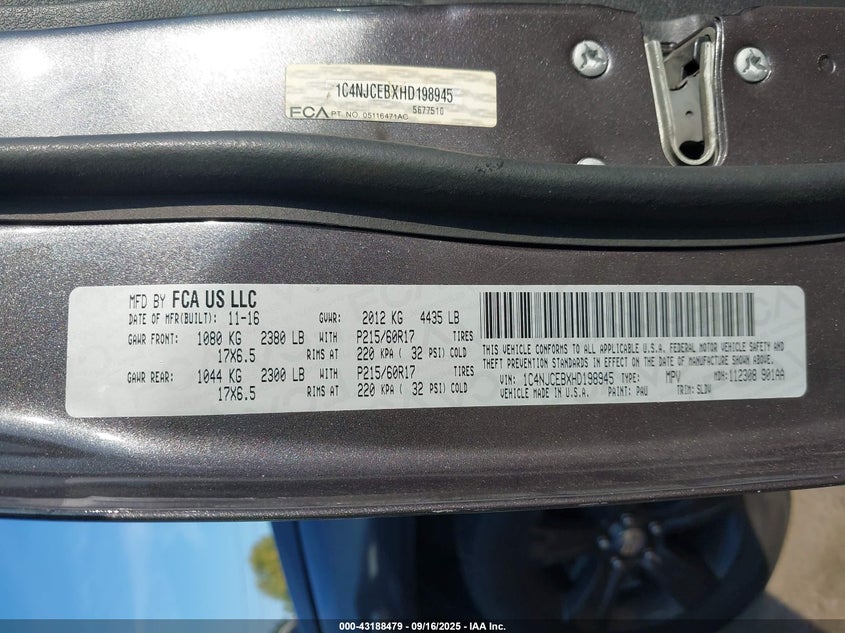 1C4NJCEBXHD198945
5677510
FCA PT. NO. 05116471AC
MFD BY FCA US LLC
DATE OF MFR(BUILT): 11-16 GVWR: 2012 KG 4435 LB
GAWR FRONT: 1080 KG 2380 LB WITH P215/60R17 TIRES
17X6.5 RIMS AT 220 KPA ( 32 PSI) COLD
GAWR REAR: 1044 KG 2300 LB WITH P215/60R17 TIRES
17X6.5 RIMS AT 220 KPA ( 32 PSI) COLD
THIS VEHICLE CONFORMS TO ALL APPLICABLE U.S.A. FEDERAL MOTOR VEHICLE SAFETY AND
THEFT PREVENTION STANDARDS IN EFFECT ON THE DATE OF MANUFACTURE SHOWN ABOVE.
VIN: 1C4NJCEBXHD198945 TYPE: MPV MDH: 112308 901AA
VEHICLE MADE IN U.S.A. PAINT: PAU TRIM: SLDV
000-43188479 - 09/16/2025 - IAA Inc.